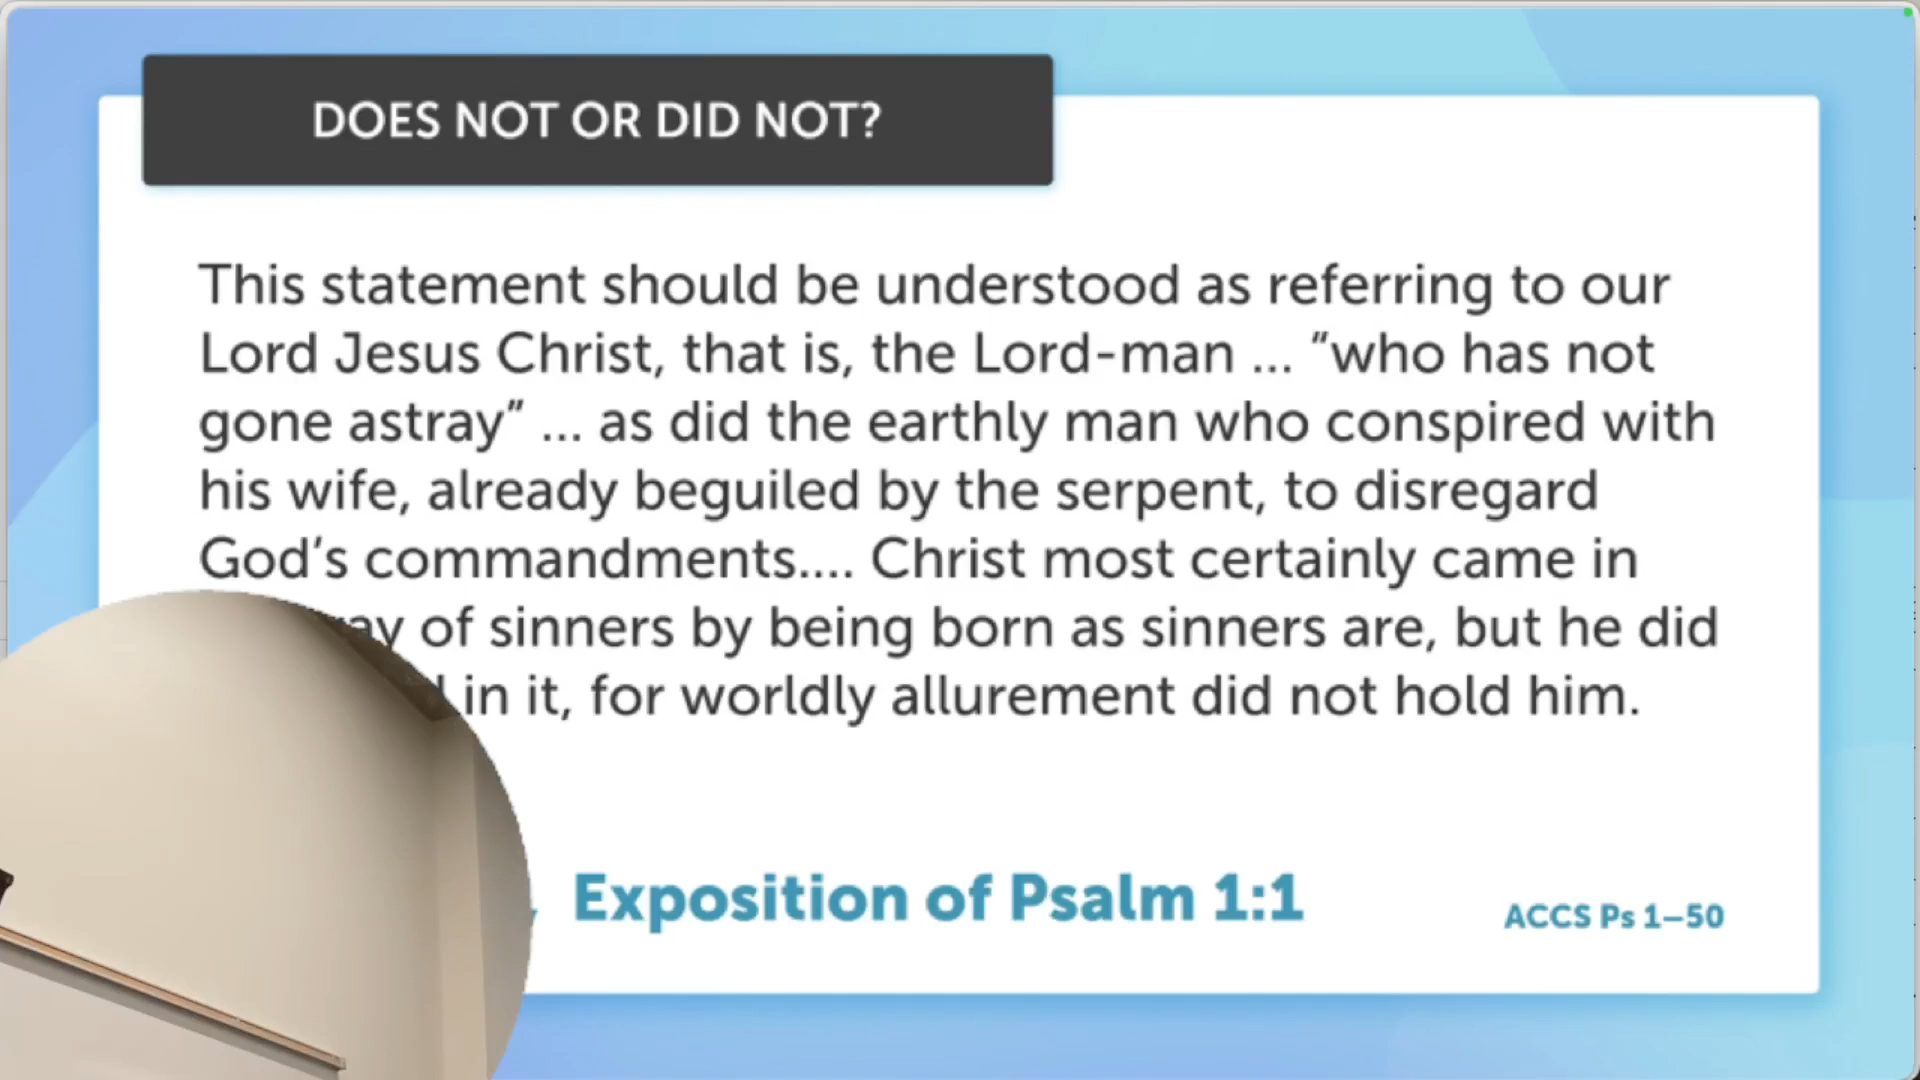 DOES NOT OR DID NOT?
This statement should be understood as referring to our
Lord Jesus Christ, that is, the Lord-man ... "who has not
gone astray" ... as did the earthly man who conspired with
his wife, already beguiled by the serpent, to disregard
God's commandments.... Christ most certainly came in
of sinners by being born as sinners are, but he did
in it, for worldly allurement did not hold him.
Exposition of Psalm 1:1
ACCS Ps 1–50